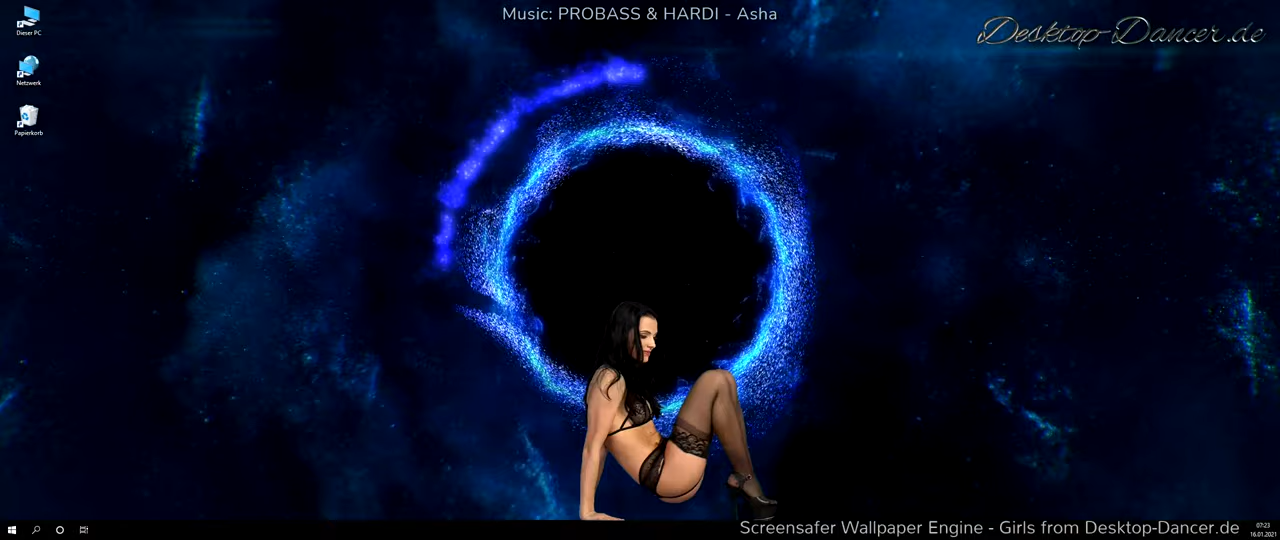 Music: PROBASS & HARDI - Asha
Desktop-Dancer.de
Dieser PC
Netzwerk
Papierkorb
Screensafer Wallpaper Engine - Girls from Desktop-Dancer.de
07:23
16.01.2021